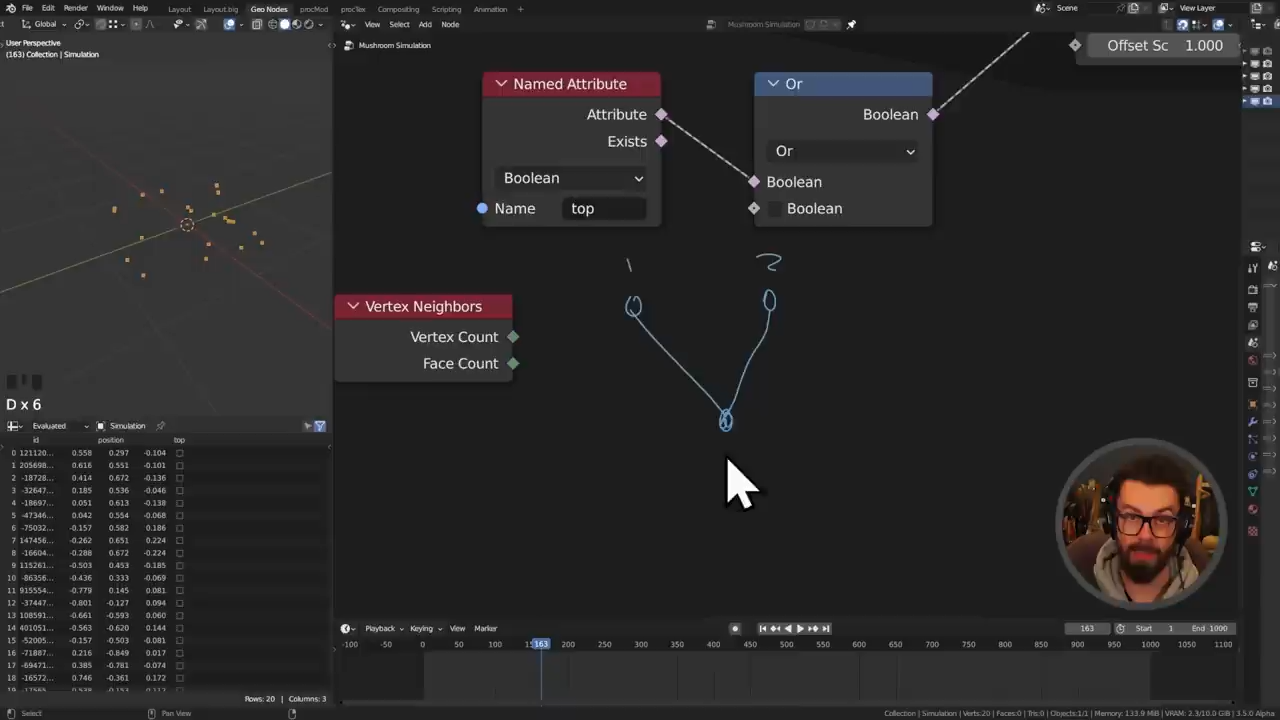 File Edit Render Window Help Layout Layout.big Geo Nodes procMod procTex Compositing Scripting Animation Scene View Layer
Global View Select Add Node Mushroom Simulation
User Perspective
(163) Collection | Simulation
Mushroom Simulation
Offset Sc 1.000
Named Attribute
Attribute
Exists
Boolean
Name top
Or
Boolean
Or
Boolean
Boolean
1 2
Vertex Neighbors
Vertex Count
Face Count
D x 6
Evaluated Simulation
id position top
0 121120... 0.558 0.297 -0.104
1 205698... 0.616 0.551 -0.101
2 -18728... 0.414 0.672 -0.136
3 -32647... 0.185 0.536 -0.046
4 -18697... 0.051 0.613 -0.138
5 -47346... 0.042 0.554 -0.068
6 -75032... -0.157 0.582 0.186
7 147456... -0.262 0.651 0.224
8 -16604... -0.288 0.672 -0.224
9 115261... -0.503 0.453 -0.185
10 -86356... -0.436 0.333 -0.069
11 915554... -0.779 0.145 0.081
12 -37447... -0.801 -0.127 0.094
13 108591... -0.661 -0.593 0.060
14 401051... -0.563 -0.620 0.144
15 -52005... -0.157 -0.503 -0.081
16 -71887... 0.216 -0.849 0.017
17 -69471... 0.385 -0.781 -0.074
18 -16572... 0.746 -0.361 0.172
Rows: 20 | Columns: 3
Playback Keying View Marker 163 Start 1 End 1000
-100 -50 0 50 100 163 200 250 300 350 400 450 500 550 600 650 700 750 800 850 900 950 1000 1050 1100
Select Pan View Collection | Simulation | Verts:20 | Faces:0 | Tris:0 | Objects:1/1 | Memory: 133.9 MiB | VRAM: 2.3/10.0 GiB | 3.5.0 Alpha